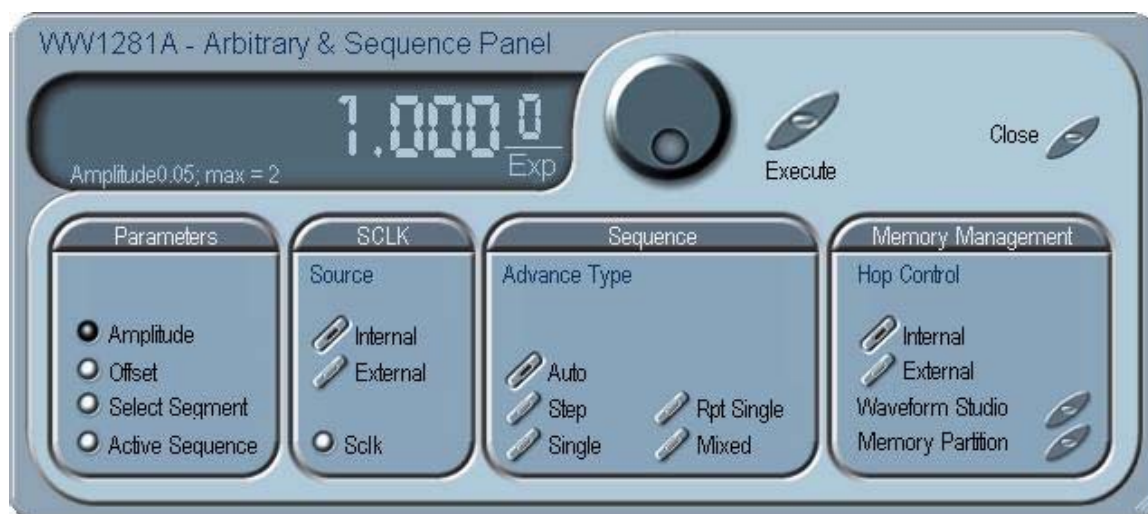 WW1281A - Arbitrary & Sequence Panel
1.000 0
Exp
Amplitude0.05; max = 2
Execute
Close
Parameters
Amplitude
Offset
Select Segment
Active Sequence
SCLK
Source
Internal
External
Sclk
Sequence
Advance Type
Auto
Step
Single
Rpt Single
Mixed
Memory Management
Hop Control
Internal
External
Waveform Studio
Memory Partition